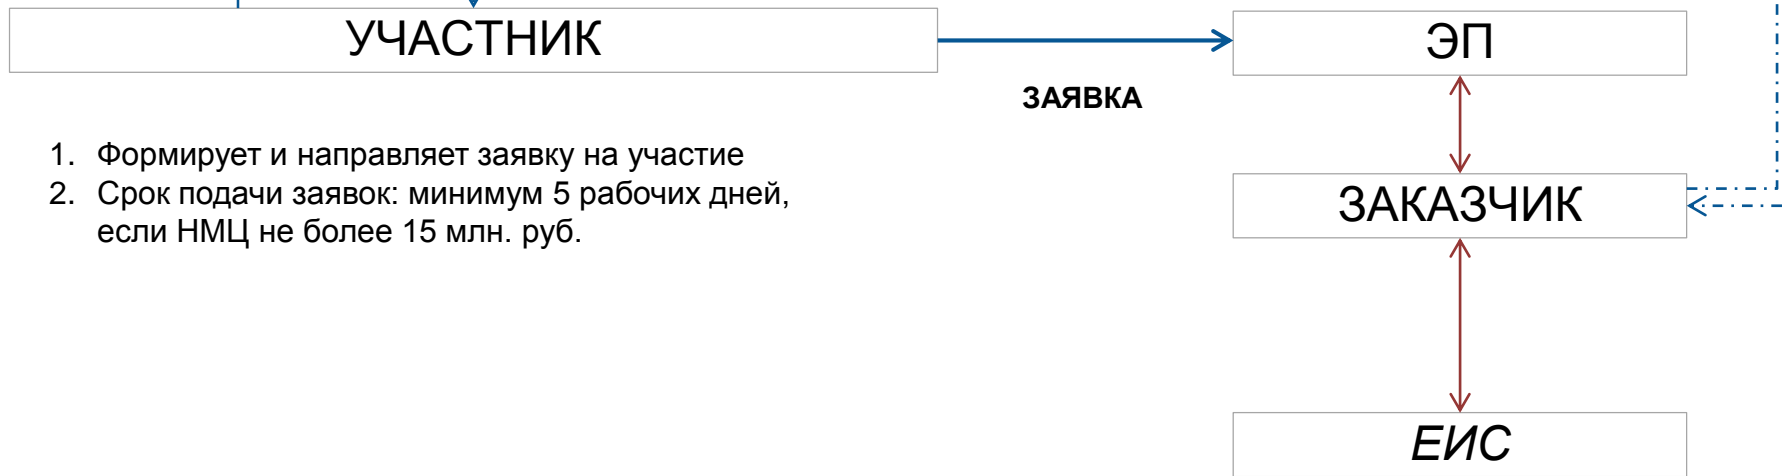 УЧАСТНИК
ЭП
ЗАЯВКА
1. Формирует и направляет заявку на участие
2. Срок подачи заявок: минимум 5 рабочих дней,
если НМЦ не более 15 млн. руб.
ЗАКАЗЧИК
ЕИС